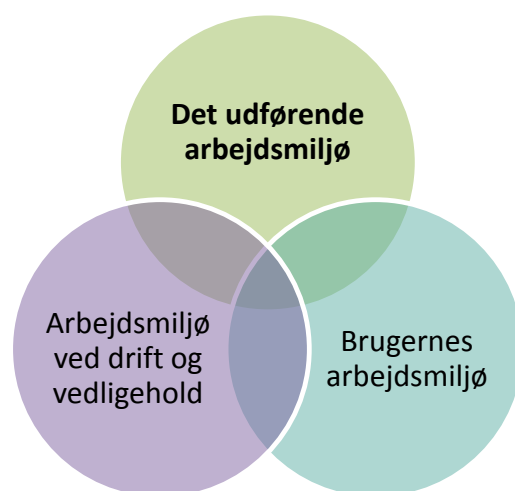 Det udførende
arbejdsmiljø
Arbejdsmiljø
ved drift og
vedligehold
Brugernes
arbejdsmiljø